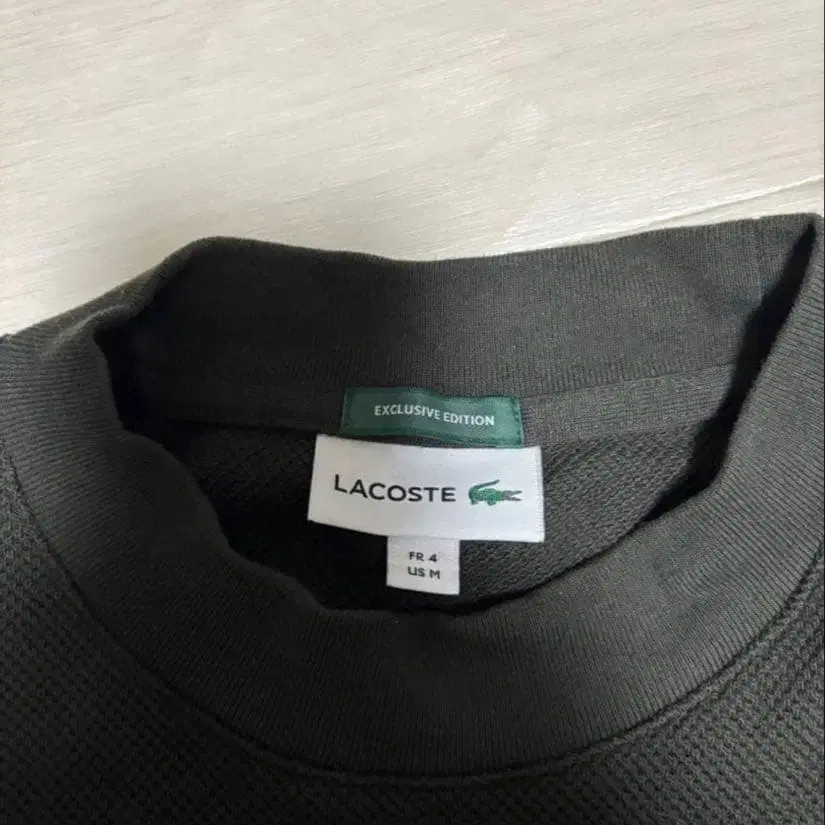 EXCLUSIVE EDITION
LACOSTE
FR 4
US M